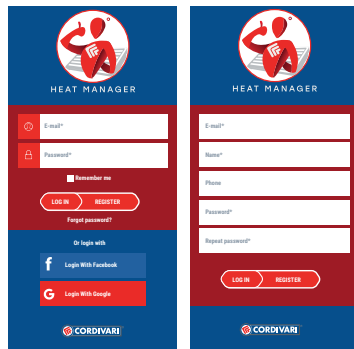 HEAT MANAGER
E-mail*
Password*
Remember me
LOG IN REGISTER
Forgot password?
Or login with
f Login With Facebook
G Login With Google
CORDIVARI
HEAT MANAGER
E-mail*
Name*
Phone
Password*
Repeat password*
LOG IN REGISTER
CORDIVARI